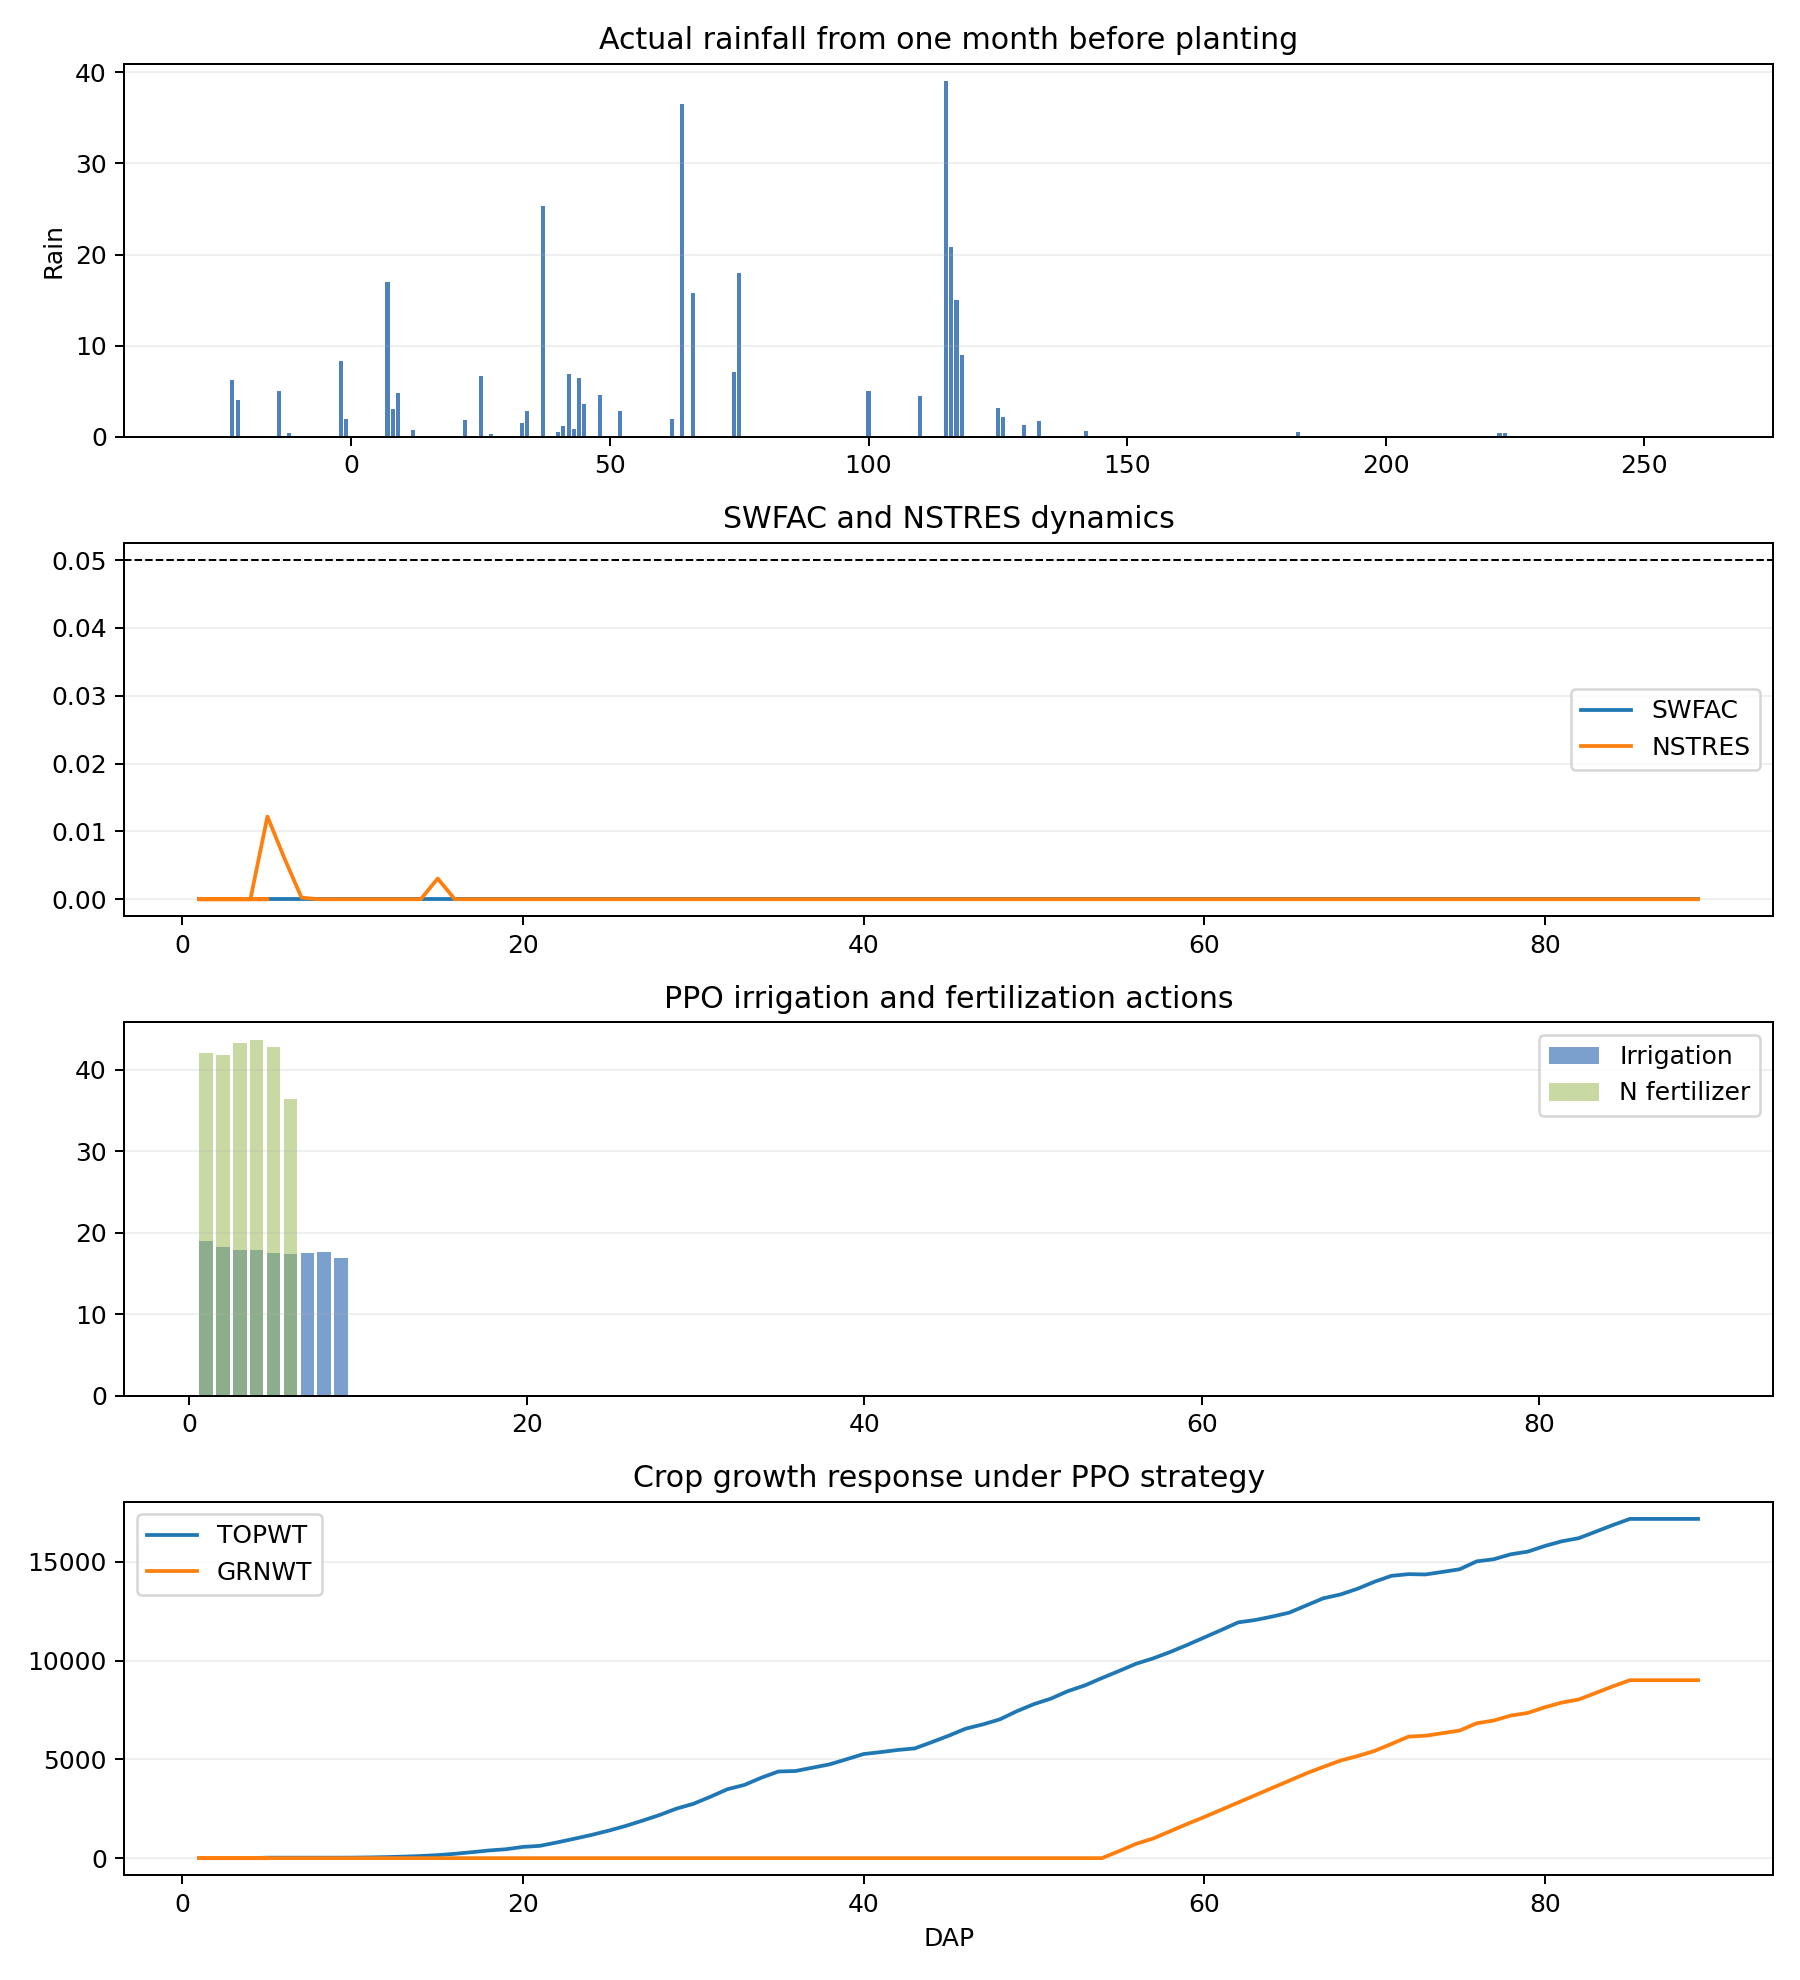 Actual rainfall from one month before planting
40
30
20
10
0
Rain
0 50 100 150 200 250
SWFAC and NSTRES dynamics
0.05
0.04
0.03
0.02
0.01
0.00
SWFAC
NSTRES
0 20 40 60 80
PPO irrigation and fertilization actions
40
30
20
10
0
Irrigation
N fertilizer
0 20 40 60 80
Crop growth response under PPO strategy
15000
10000
5000
0
TOPWT
GRNWT
0 20 40 60 80
DAP